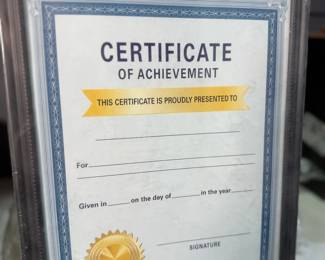 CERTIFICATE
OF ACHIEVEMENT
THIS CERTIFICATE IS PROUDLY PRESENTED TO
For
Given in on the day of in the year
SIGNATURE